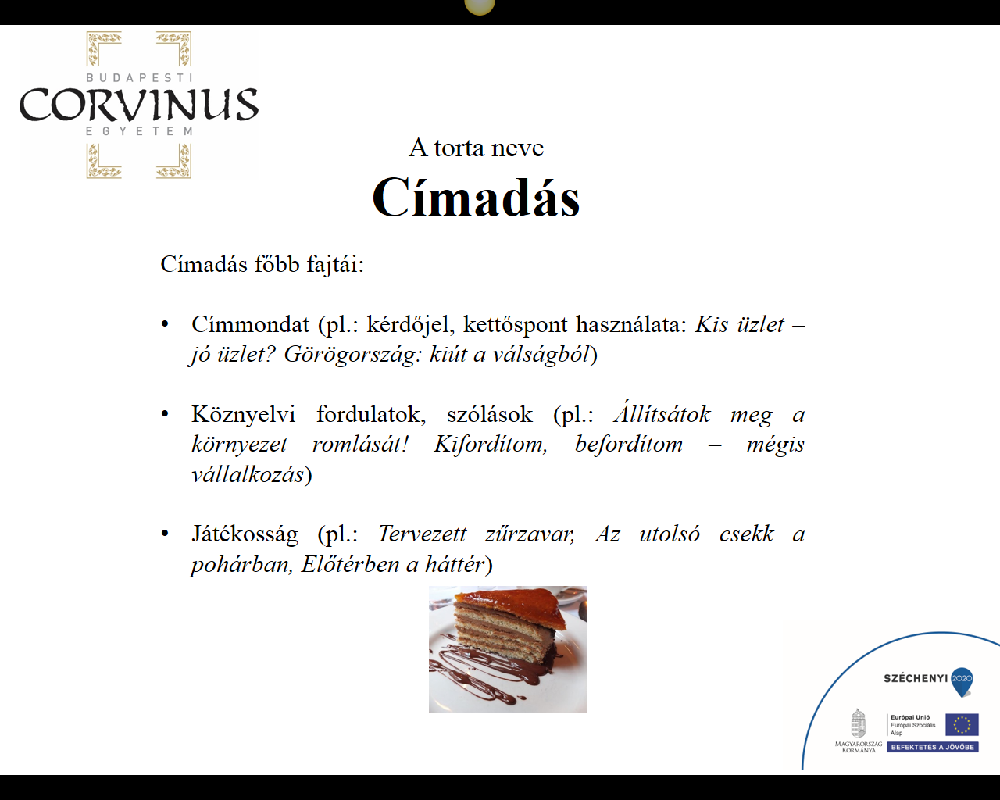 BUDAPESTI
CORVINUS
EGYETEM
A torta neve
Címadás
Címadás főbb fajtái:
• Címmondat (pl.: kérdőjel, kettőspont használata: Kis üzlet –
jó üzlet? Görögország: kiút a válságból)
• Köznyelvi fordulatok, szólások (pl.: Állítsátok meg a
környezet romlását! Kifordítom, befordítom – mégis
vállalkozás)
• Játékosság (pl.: Tervezett zűrzavar, Az utolsó csekk a
pohárban, Előtérben a háttér)
SZÉCHENYI 2020
Európai Unió
Európai Szociális
Alap
MAGYARORSZÁG
KORMÁNYA
BEFEKTETÉS A JÖVŐBE